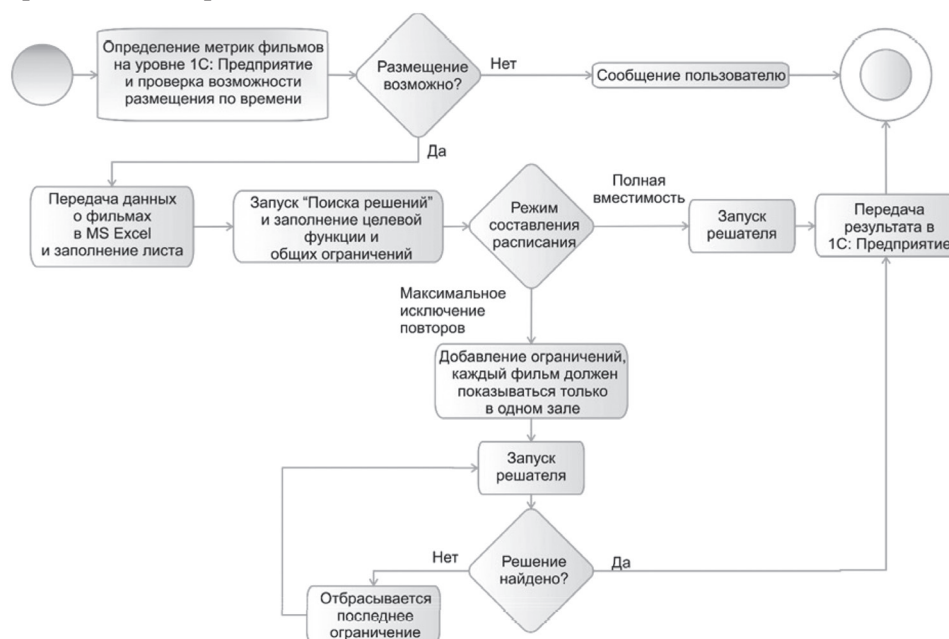 Определение метрик фильмов
на уровне 1С: Предприятие
и проверка возможности
размещения по времени
Размещение
возможно?
Нет
Сообщение пользователю
Да
Передача данных
о фильмах
в MS Excel
и заполнение листа
Запуск “Поиска решений”
и заполнение целевой
функции и
общих ограничений
Режим
составления
расписания
Полная
вместимость
Запуск
решателя
Передача
результата в
1С: Предприятие
Максимальное
исключение
повторов
Добавление ограничений,
каждый фильм должен
показываться только
в одном зале
Запуск
решателя
Решение
найдено?
Нет
Да
Отбрасывается
последнее
ограничение